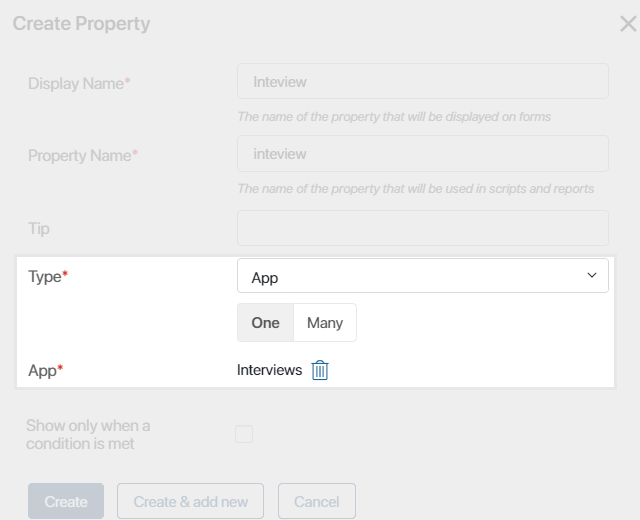 Create Property
Display Name*
Inteview
The name of the property that will be displayed on forms
Property Name*
inteview
The name of the property that will be used in scripts and reports
Tip
Type*
App
One Many
App*
Interviews
Show only when a
condition is met
Create Create & add new Cancel